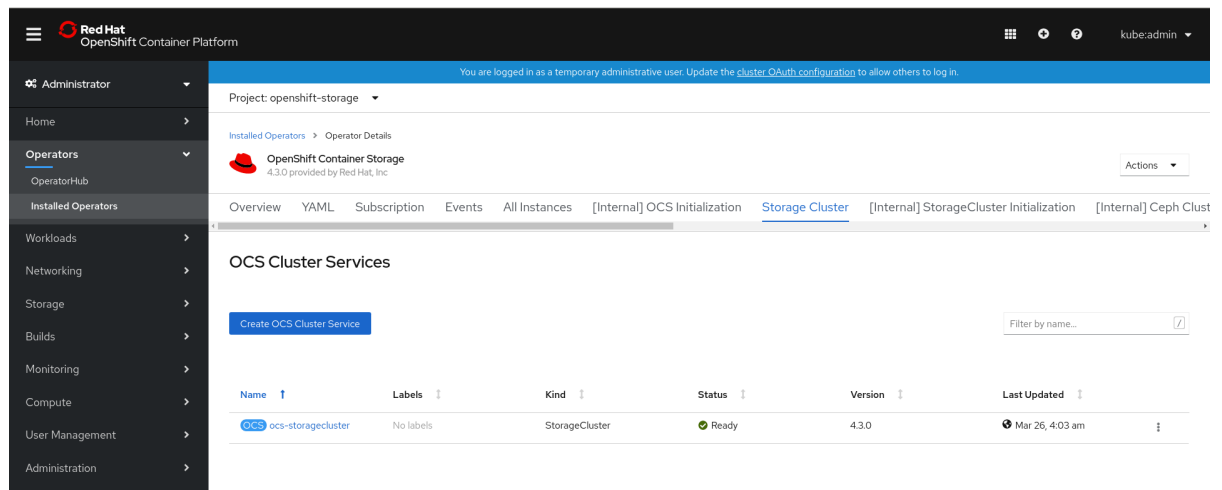 Red Hat
OpenShift Container Platform
kube:admin
Administrator
You are logged in as a temporary administrative user. Update the cluster OAuth configuration to allow others to log in.
Project: openshift-storage
Home
Operators
OperatorHub
Installed Operators
Workloads
Networking
Storage
Builds
Monitoring
Compute
User Management
Administration
Installed Operators > Operator Details
OpenShift Container Storage
4.3.0 provided by Red Hat, Inc
Actions
Overview YAML Subscription Events All Instances [Internal] OCS Initialization Storage Cluster [Internal] StorageCluster Initialization [Internal] Ceph Clust
OCS Cluster Services
Create OCS Cluster Service
Filter by name... /
Name Labels Kind Status Version Last Updated
OCS ocs-storagecluster No labels StorageCluster Ready 4.3.0 Mar 26, 4:03 am